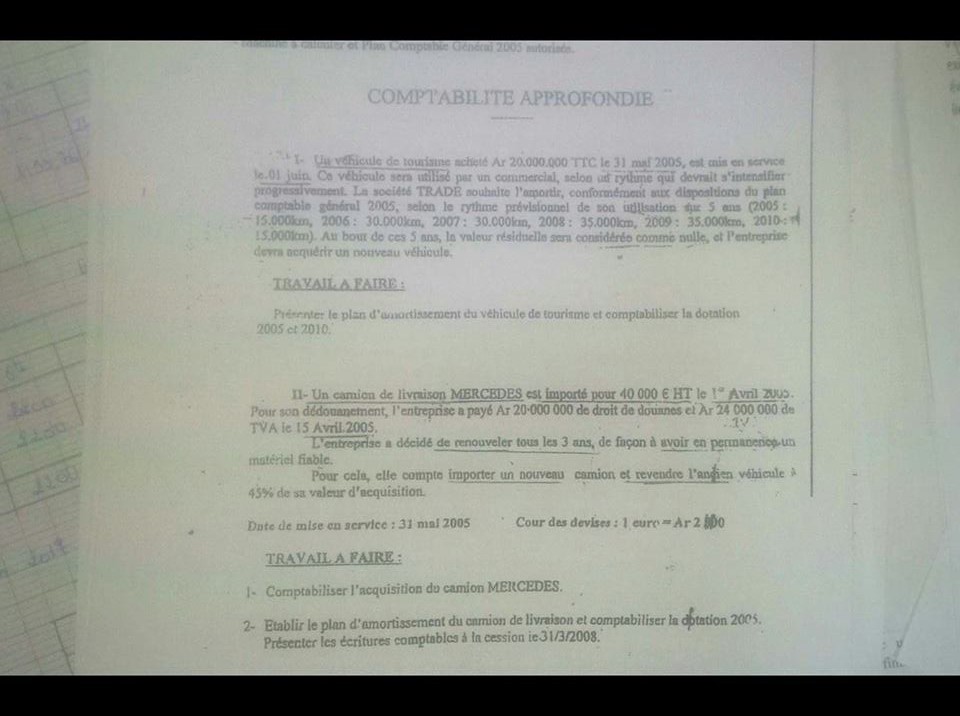 machine à calculer et Plan Comptable Général 2005 autorisés.
COMPTABILITE APPROFONDIE
I- Un véhicule de tourisme acheté Ar 20.000.000 TTC le 31 mai 2005, est mis en service
le.01 juin. Ce véhicule sera utilisé par un commercial, selon un rythme qui devrait s'intensifier
progressivement. La société TRADE souhaite l'amortir, conformément aux dispositions du plan
comptable général 2005, selon le rythme prévisionnel de son utilisation sur 5 ans (2005 :
15.000km, 2006 : 30.000km, 2007 : 30.000km, 2008 : 35.000km, 2009 : 35.000km, 2010 :
15.000km). Au bout de ces 5 ans, la valeur résiduelle sera considérée comme nulle, et l'entreprise
devra acquérir un nouveau véhicule.
TRAVAIL A FAIRE :
Présenter le plan d'amortissement du véhicule de tourisme et comptabiliser la dotation
2005 et 2010.
II- Un camion de livraison MERCEDES est importé pour 40 000 € HT le 1er Avril 2005.
Pour son dédouanement, l'entreprise a payé Ar 20 000 000 de droit de douanes et Ar 24 000 000 de
TVA le 15 Avril 2005.
L'entreprise a décidé de renouveler tous les 3 ans, de façon à avoir en permanence un
matériel fiable.
Pour cela, elle compte importer un nouveau camion et revendre l'ancien véhicule à
45% de sa valeur d'acquisition.
Date de mise en service : 31 mai 2005 Cour des devises : 1 euro = Ar
TRAVAIL A FAIRE :
1- Comptabiliser l'acquisition du camion MERCEDES.
2- Etablir le plan d'amortissement du camion de livraison et comptabiliser la dotation 2005.
Présenter les écritures comptables à la cession le 31/3/2008.